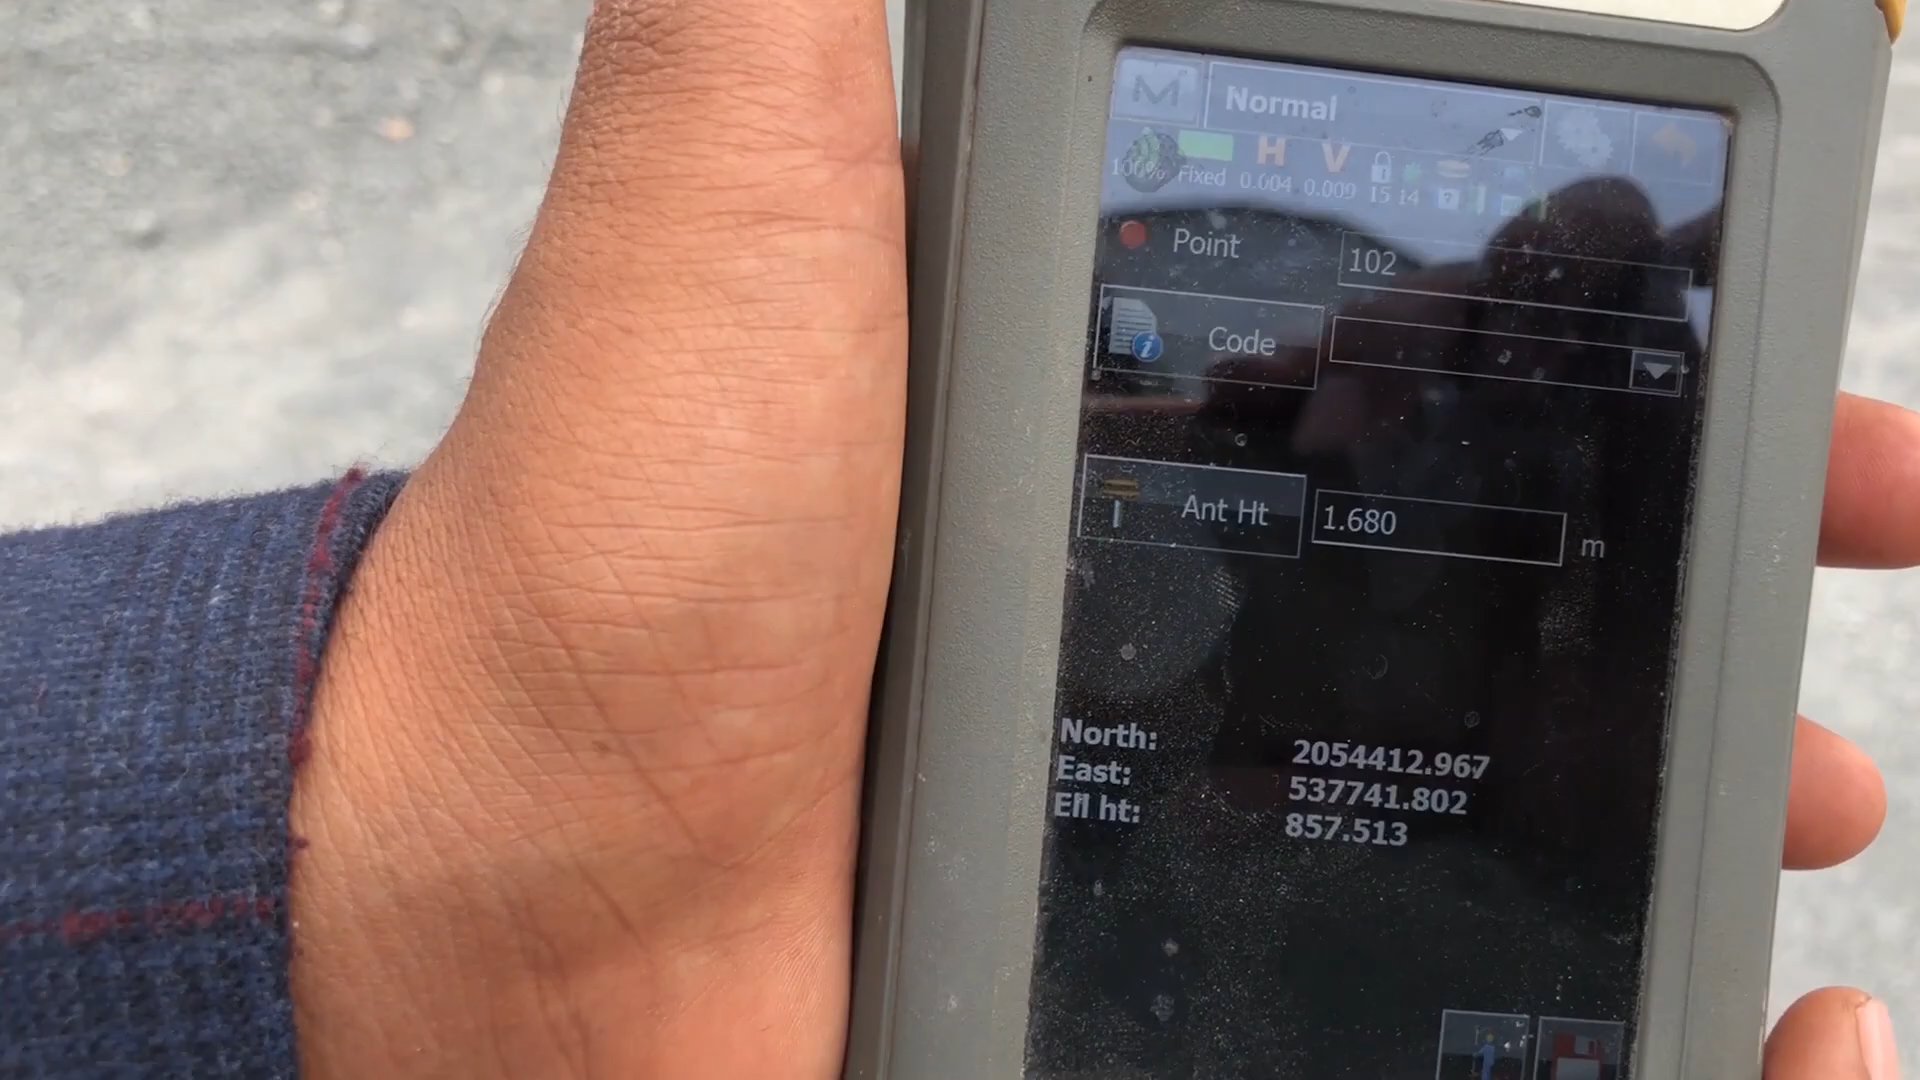 M
Normal
H V
100% Fixed 0.004 0.009 15 14
Point 102
Code
Ant Ht 1.680 m
North: 2054412.967
East: 537741.802
Ell ht: 857.513